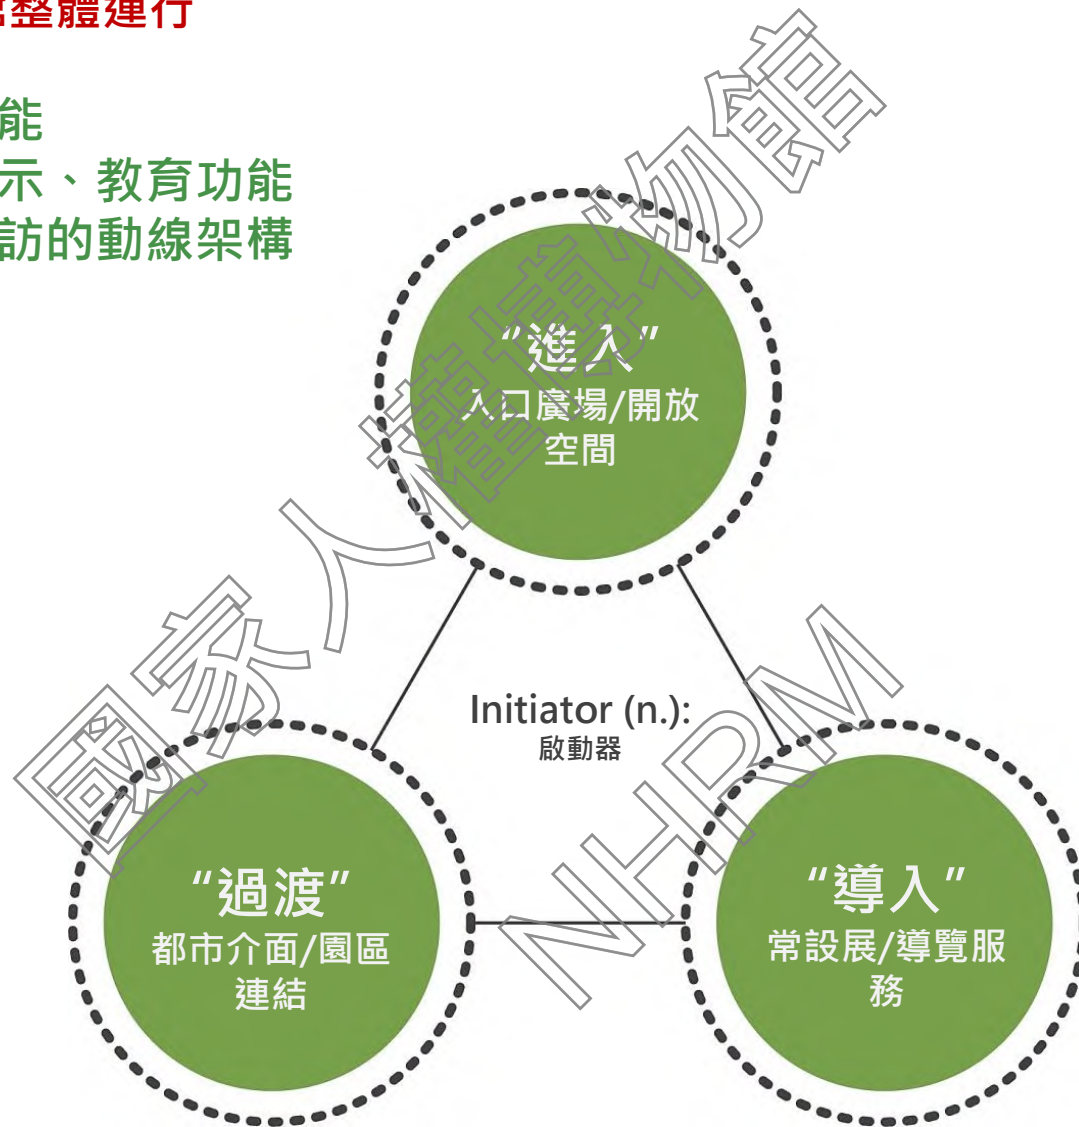 整體運行
能
示、教育功能
訪的動線架構
“進入”
入口廣場/開放
空間
Initiator (n.):
啟動器
“過渡”
都市介面/園區
連結
“導入”
常設展/導覽服
務
國家人權博物館
NHRM